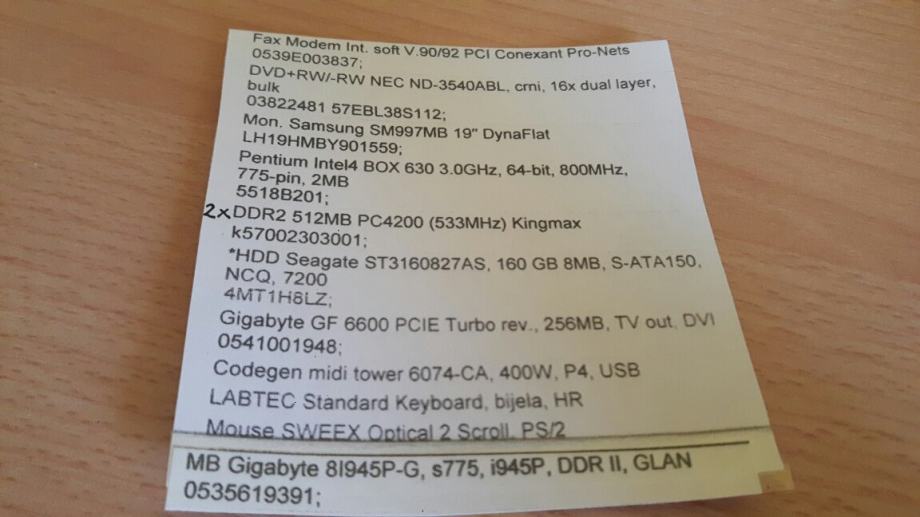 Fax Modem Int. soft V.90/92 PCI Conexant Pro-Nets
0539E003837;
DVD+RW/-RW NEC ND-3540ABL, crni, 16x dual layer,
bulk
03822481 57EBL38S112;
Mon. Samsung SM997MB 19" DynaFlat
LH19HMBY901559;
Pentium Intel4 BOX 630 3.0GHz, 64-bit, 800MHz,
775-pin, 2MB
5518B201;
2x DDR2 512MB PC4200 (533MHz) Kingmax
k57002303001;
*HDD Seagate ST3160827AS, 160 GB 8MB, S-ATA150,
NCQ, 7200
4MT1H8LZ;
Gigabyte GF 6600 PCIE Turbo rev., 256MB, TV out, DVI
0541001948;
Codegen midi tower 6074-CA, 400W, P4, USB
LABTEC Standard Keyboard, bijela, HR
Mouse SWEEX Optical 2 Scroll, PS/2
MB Gigabyte 8I945P-G, s775, i945P, DDR II, GLAN
0535619391;